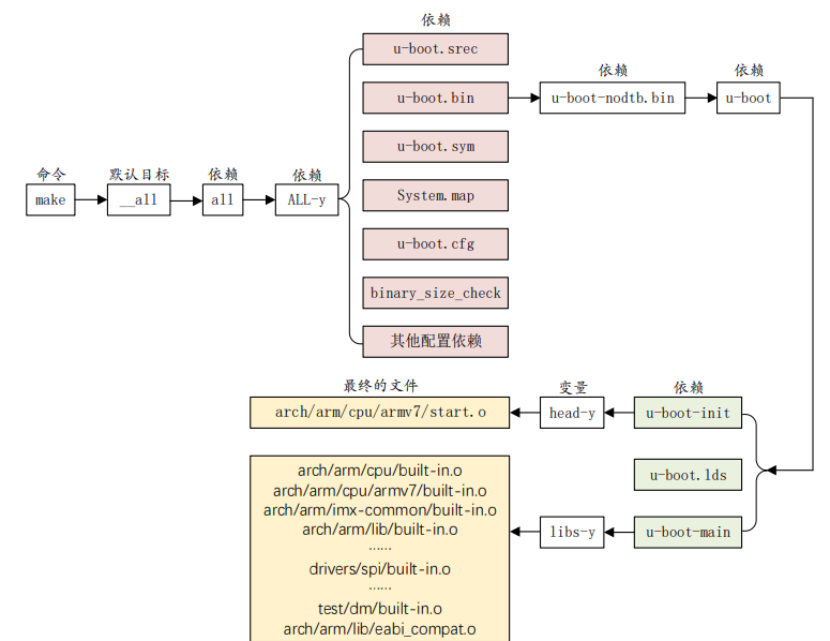 依赖
u-boot.srec
依赖
依赖
u-boot.bin
u-boot-nodtb.bin
u-boot
u-boot.sym
命令
默认目标
依赖
依赖
make
__all
all
ALL-y
System.map
u-boot.cfg
binary_size_check
其他配置依赖
最终的文件
变量
依赖
arch/arm/cpu/armv7/start.o
head-y
u-boot-init
u-boot.lds
arch/arm/cpu/built-in.o
arch/arm/cpu/armv7/built-in.o
arch/arm/imx-common/built-in.o
arch/arm/lib/built-in.o
......
drivers/spi/built-in.o
......
test/dm/built-in.o
arch/arm/lib/eabi_compat.o
libs-y
u-boot-main